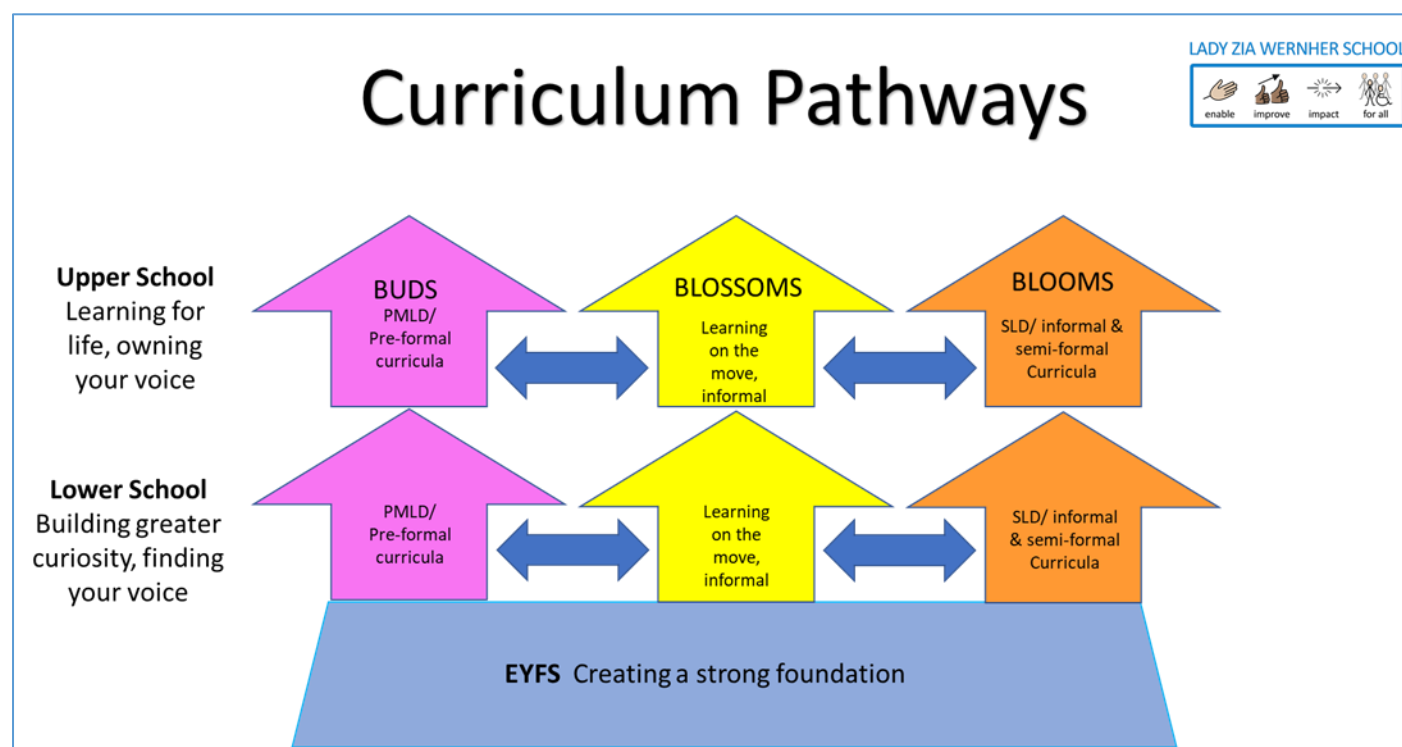 LADY ZIA WERNHER SCHOOL
enable improve impact for all
Curriculum Pathways
Upper School
Learning for
life, owning
your voice
BUDS
PMLD/
Pre-formal
curricula
BLOSSOMS
Learning
on the
move,
informal
BLOOMS
SLD/ informal &
semi-formal
Curricula
Lower School
Building greater
curiosity, finding
your voice
PMLD/
Pre-formal
curricula
Learning
on the
move,
informal
SLD/ informal
& semi-formal
Curricula
EYFS Creating a strong foundation